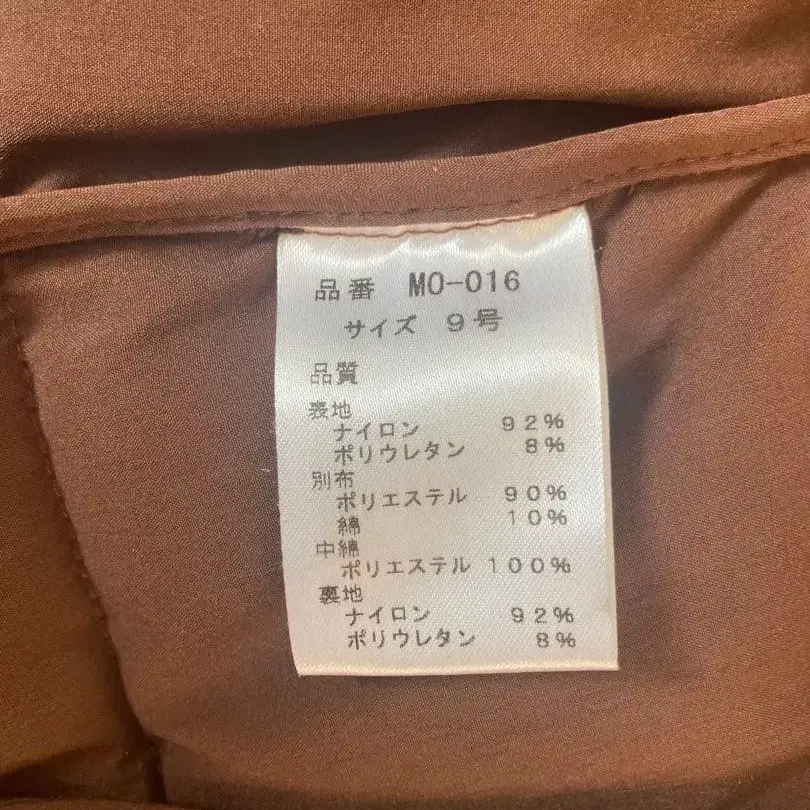 品番 MO-016
サイズ 9号
品質
表地
ナイロン 92%
ポリウレタン 8%
別布
ポリエステル 90%
綿 10%
中綿
ポリエステル 100%
裏地
ナイロン 92%
ポリウレタン 8%